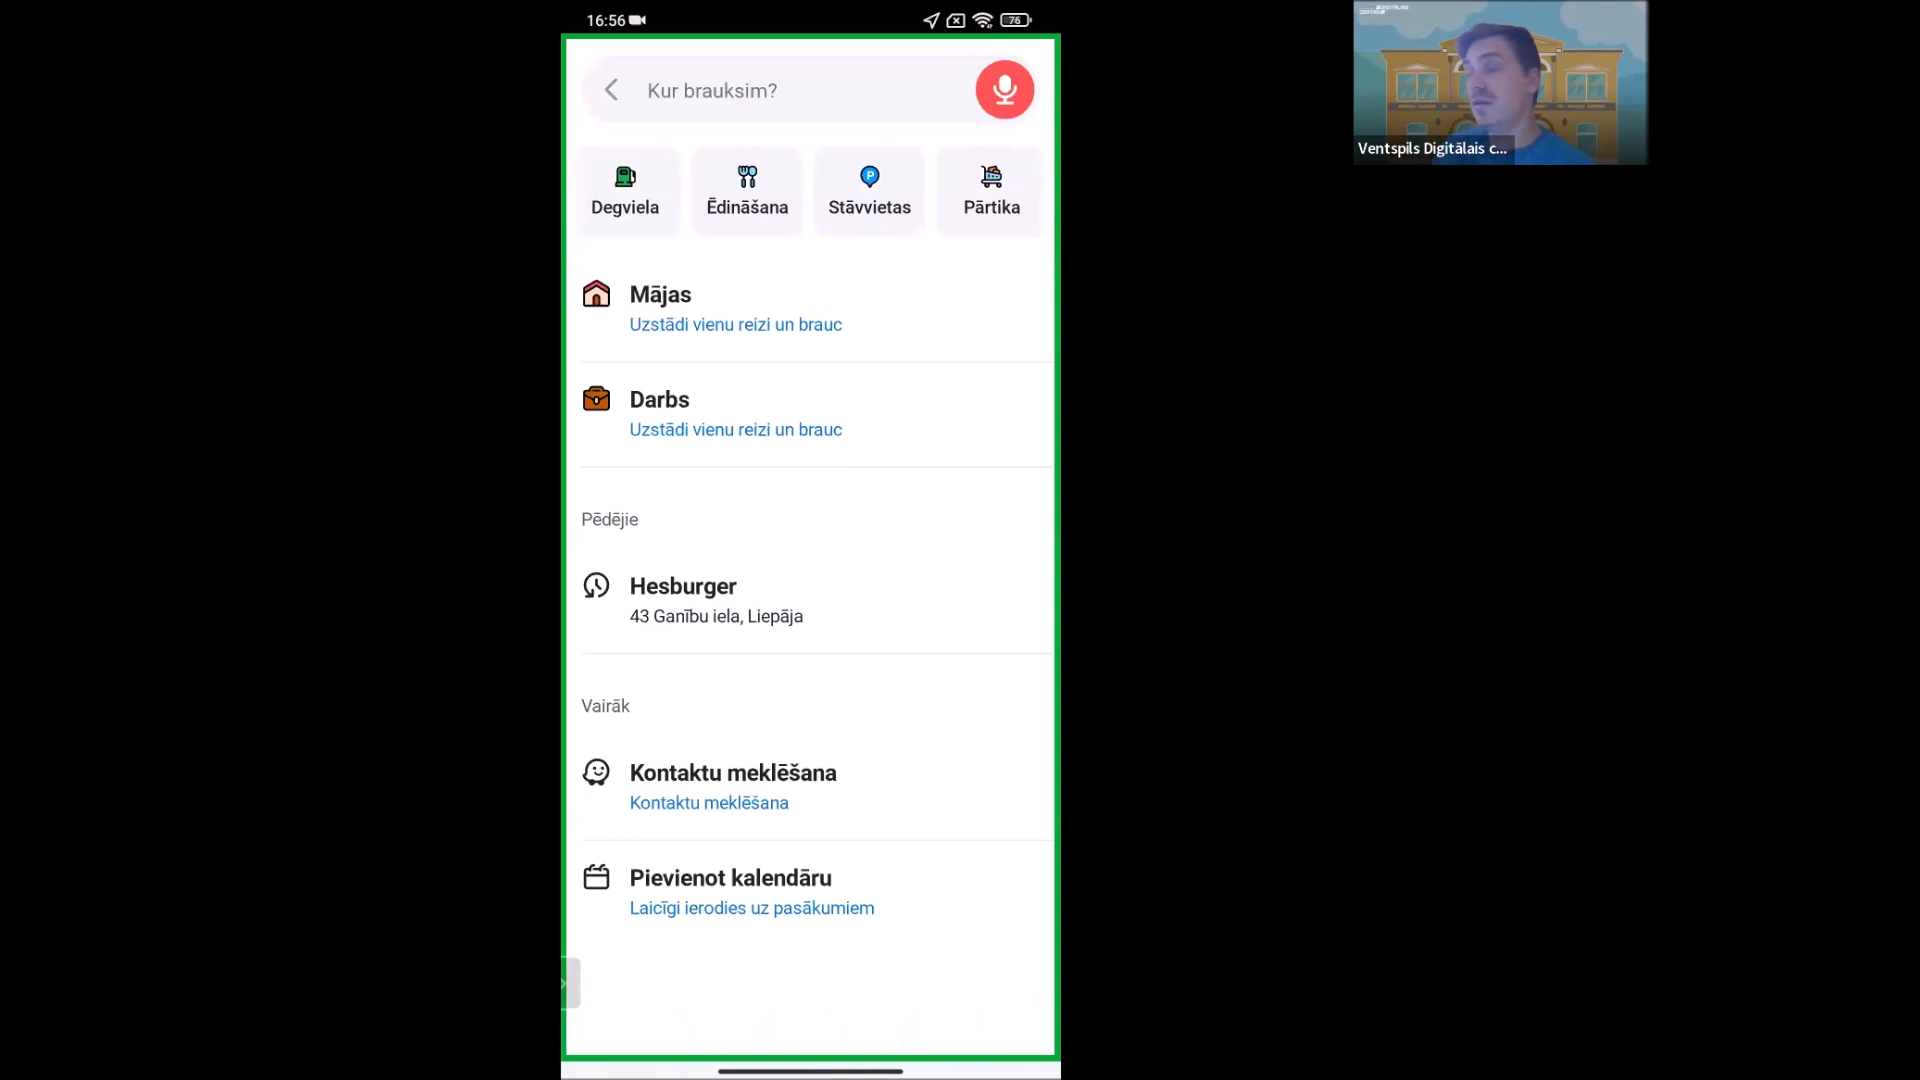 16:56
76
Kur brauksim?
Degviela
Ēdināšana
Stāvvietas
Pārtika
Mājas
Uzstādi vienu reizi un brauc
Darbs
Uzstādi vienu reizi un brauc
Pēdējie
Hesburger
43 Ganību iela, Liepāja
Vairāk
Kontaktu meklēšana
Kontaktu meklēšana
Pievienot kalendāru
Laicīgi ierodies uz pasākumiem
Ventspils Digitālais c...